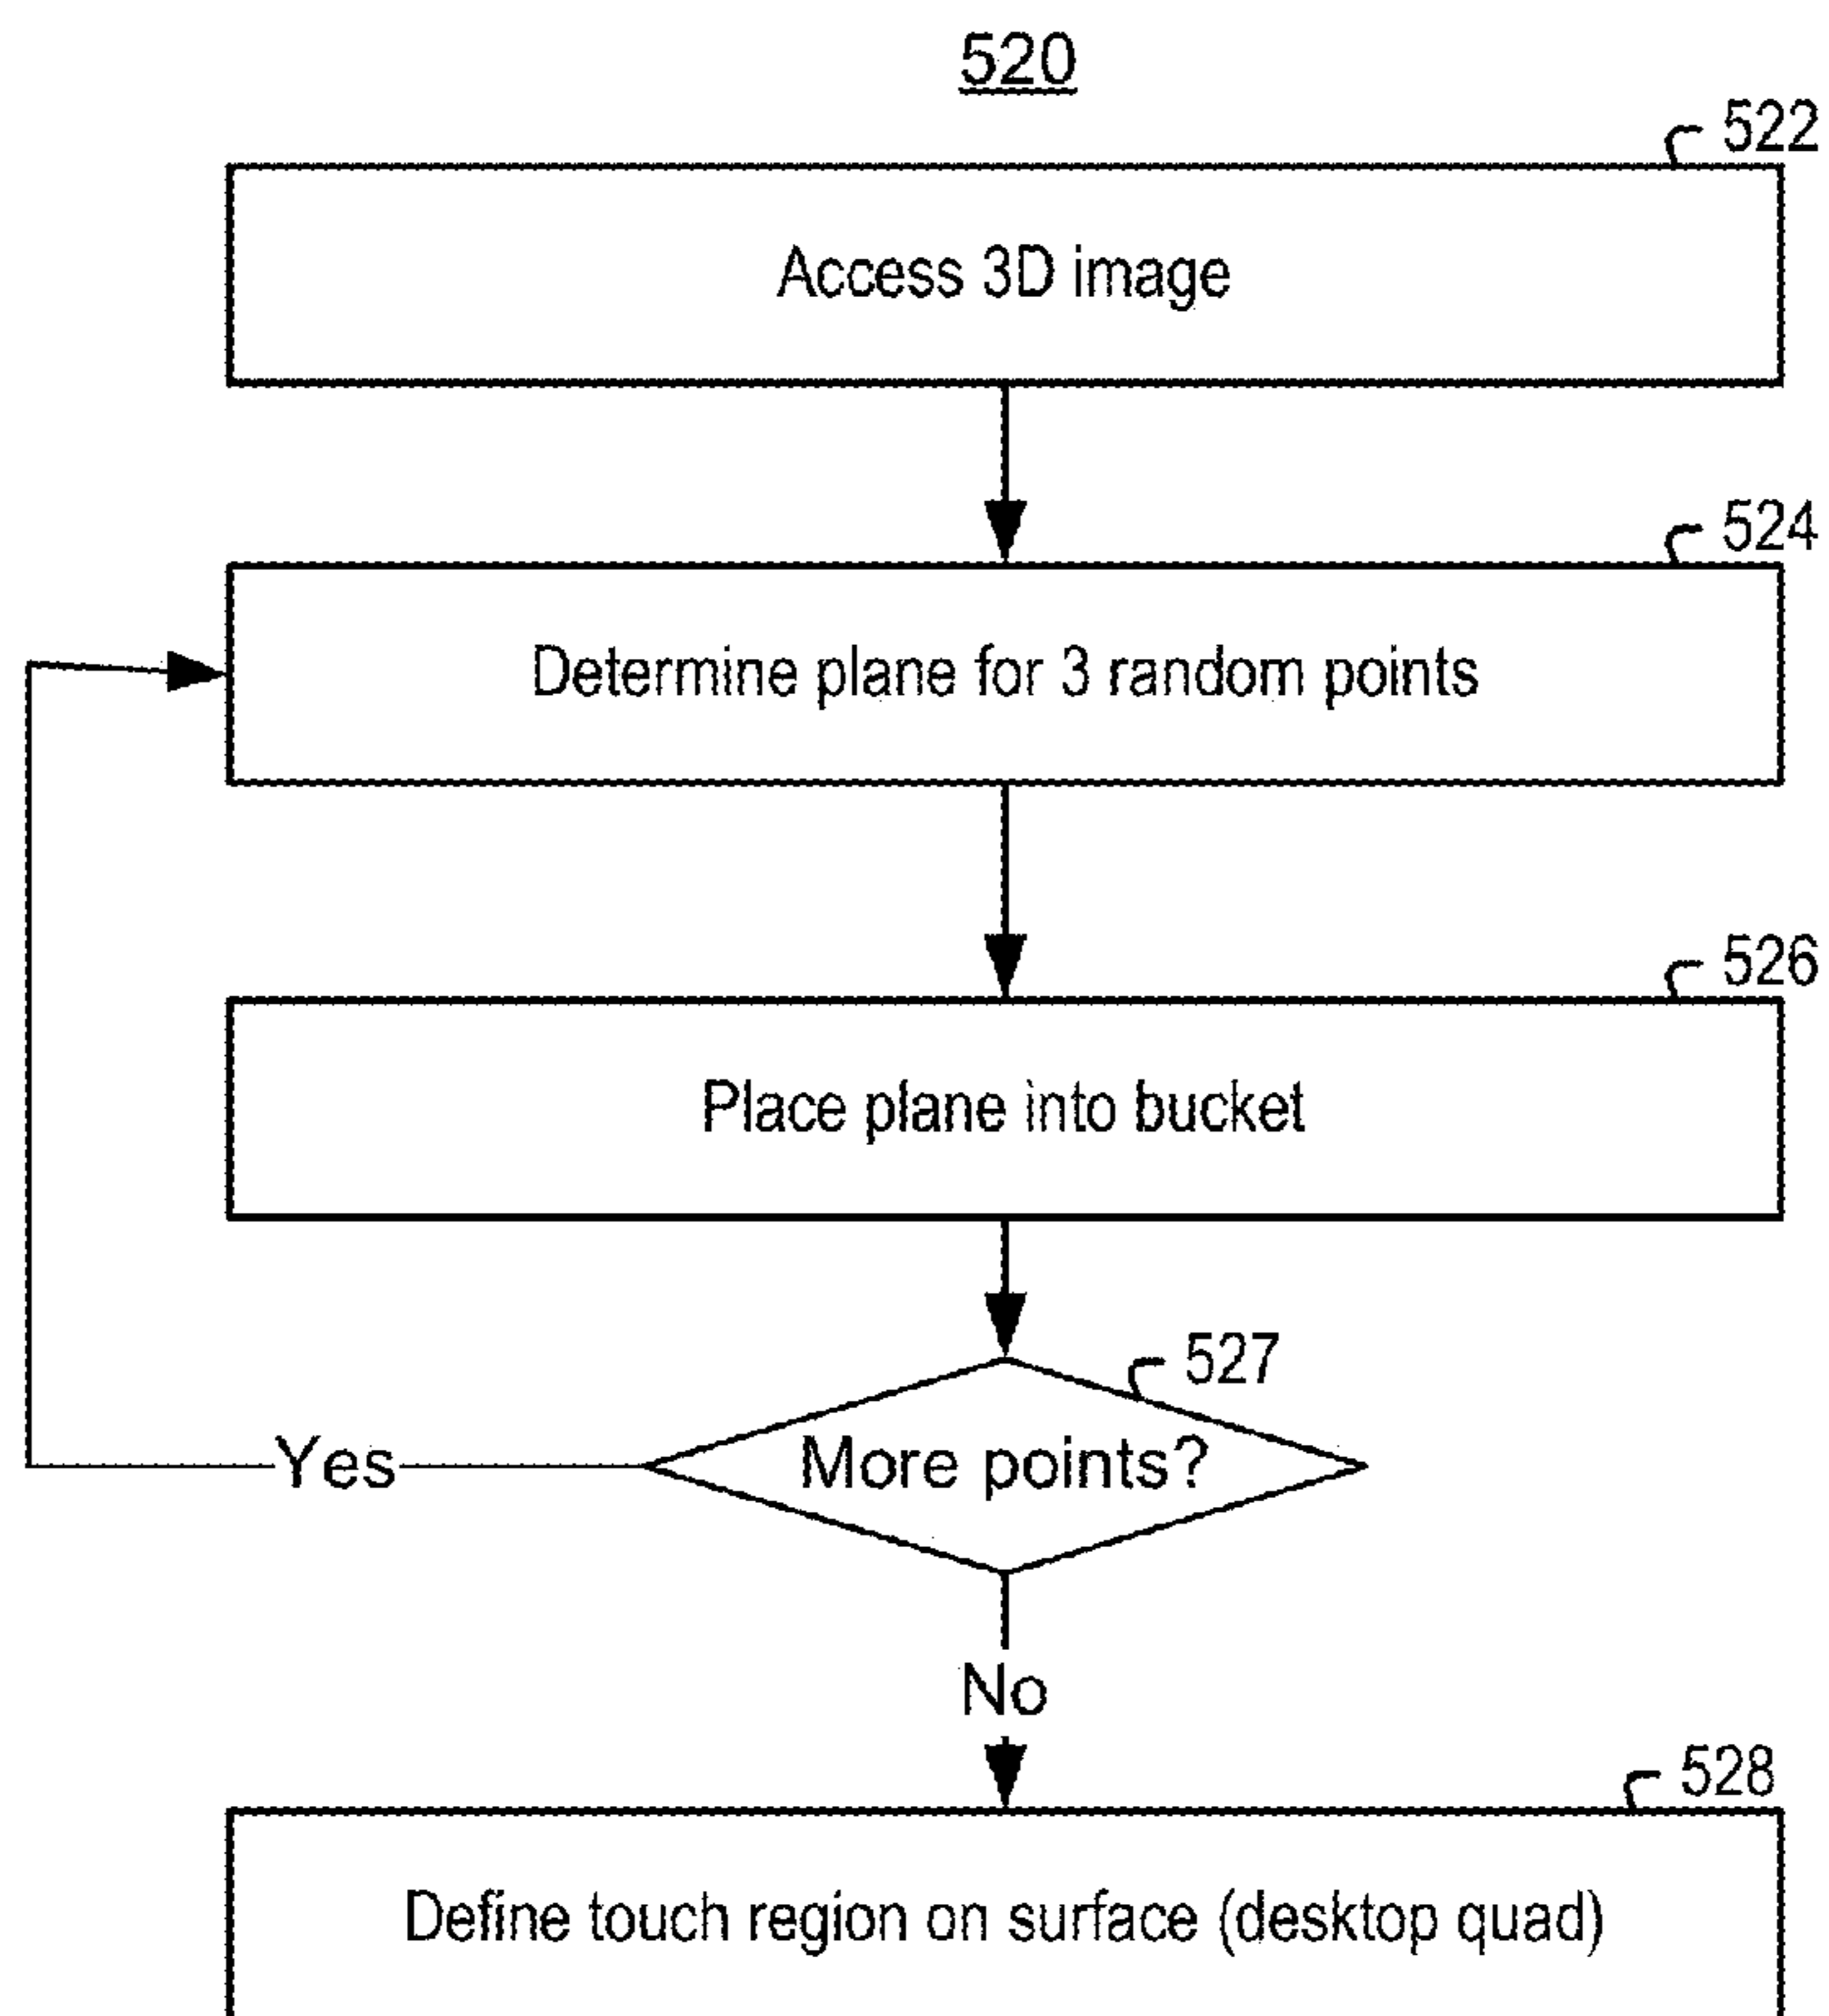 520
522
Access 3D image
524
Determine plane for 3 random points
526
Place plane into bucket
527
More points?
Yes
No
528
Define touch region on surface (desktop quad)